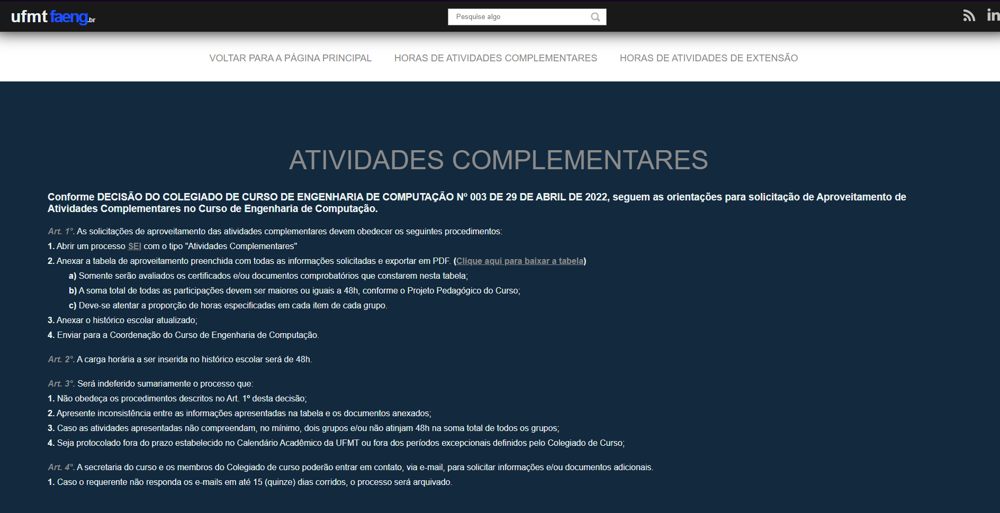 ufmt faeng.br
Pesquise algo
in
VOLTAR PARA A PÁGINA PRINCIPAL HORAS DE ATIVIDADES COMPLEMENTARES HORAS DE ATIVIDADES DE EXTENSÃO
ATIVIDADES COMPLEMENTARES
Conforme DECISÃO DO COLEGIADO DE CURSO DE ENGENHARIA DE COMPUTAÇÃO Nº 003 DE 29 DE ABRIL DE 2022, seguem as orientações para solicitação de Aproveitamento de
Atividades Complementares no Curso de Engenharia de Computação.
Art. 1°. As solicitações de aproveitamento das atividades complementares devem obedecer os seguintes procedimentos:
1. Abrir um processo SEI com o tipo "Atividades Complementares"
2. Anexar a tabela de aproveitamento preenchida com todas as informações solicitadas e exportar em PDF. (Clique aqui para baixar a tabela)
a) Somente serão avaliados os certificados e/ou documentos comprobatórios que constarem nesta tabela;
b) A soma total de todas as participações devem ser maiores ou iguais a 48h, conforme o Projeto Pedagógico do Curso;
c) Deve-se atentar a proporção de horas especificadas em cada item de cada grupo.
3. Anexar o histórico escolar atualizado;
4. Enviar para a Coordenação do Curso de Engenharia de Computação.
Art. 2°. A carga horária a ser inserida no histórico escolar será de 48h.
Art. 3°. Será indeferido sumariamente o processo que:
1. Não obedeça os procedimentos descritos no Art. 1º desta decisão;
2. Apresente inconsistência entre as informações apresentadas na tabela e os documentos anexados;
3. Caso as atividades apresentadas não compreendam, no mínimo, dois grupos e/ou não atinjam 48h na soma total de todos os grupos;
4. Seja protocolado fora do prazo estabelecido no Calendário Acadêmico da UFMT ou fora dos períodos excepcionais definidos pelo Colegiado de Curso;
Art. 4°. A secretaria do curso e os membros do Colegiado de curso poderão entrar em contato, via e-mail, para solicitar informações e/ou documentos adicionais.
1. Caso o requerente não responda os e-mails em até 15 (quinze) dias corridos, o processo será arquivado.